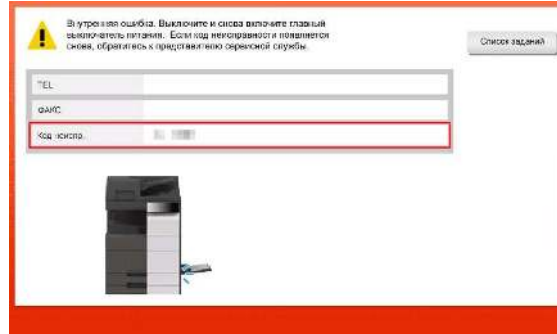 Внутренняя ошибка. Выключите и снова включите главный
выключатель питания. Если код неисправности появляется
снова, обратитесь к представителю сервисной службы.
Список заданий
TEL
ФАКС
Код неиспр.